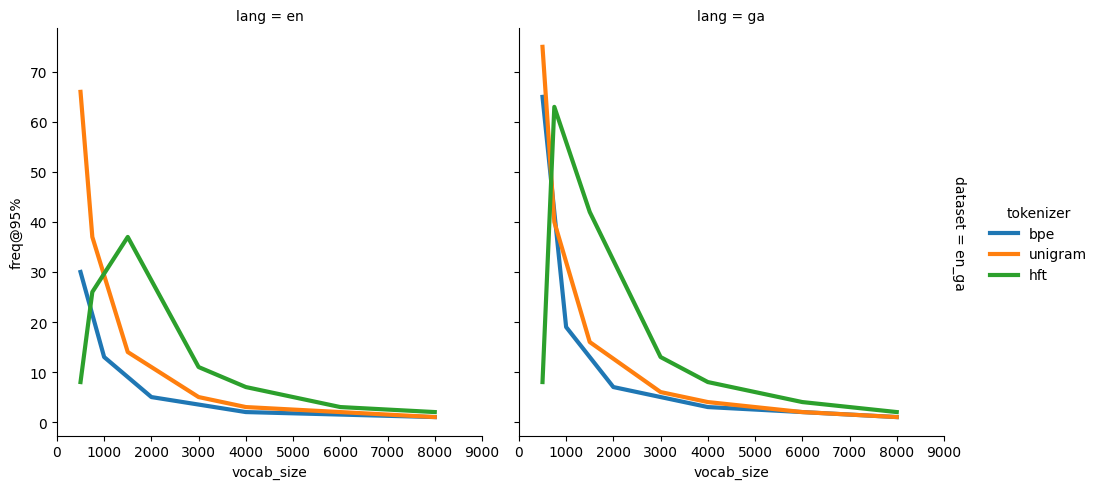 lang = en
lang = ga
freq@95%
70
60
50
40
30
20
10
0
0 1000 2000 3000 4000 5000 6000 7000 8000 9000
vocab_size
0 1000 2000 3000 4000 5000 6000 7000 8000 9000
vocab_size
dataset = en_ga
tokenizer
bpe
unigram
hft